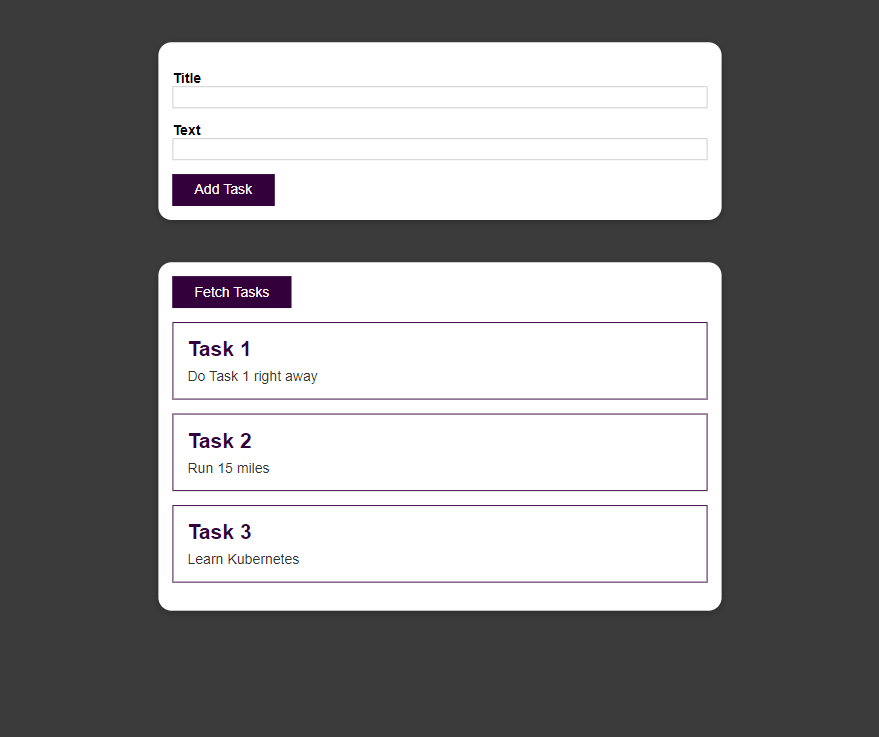 Title
Text
Add Task
Fetch Tasks
Task 1
Do Task 1 right away
Task 2
Run 15 miles
Task 3
Learn Kubernetes